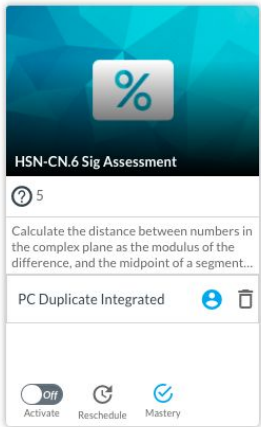 %
HSN-CN.6 Sig Assessment
? 5
Calculate the distance between numbers in
the complex plane as the modulus of the
difference, and the midpoint of a segment...
PC Duplicate Integrated
Off
Activate Reschedule Mastery